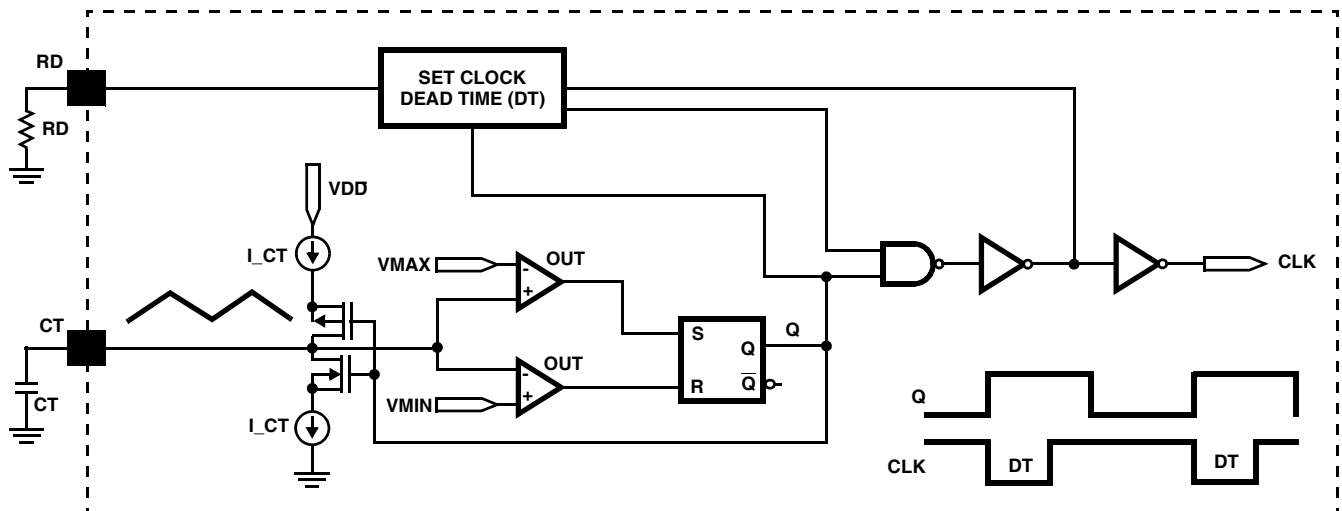 RD
SET CLOCK
DEAD TIME (DT)
RD
VDD
I_CT
VMAX
-
+
OUT
CLK
CT
S
Q
Q
R
Q
OUT
-
+
VMIN
CT
I_CT
Q
CLK
DT
DT